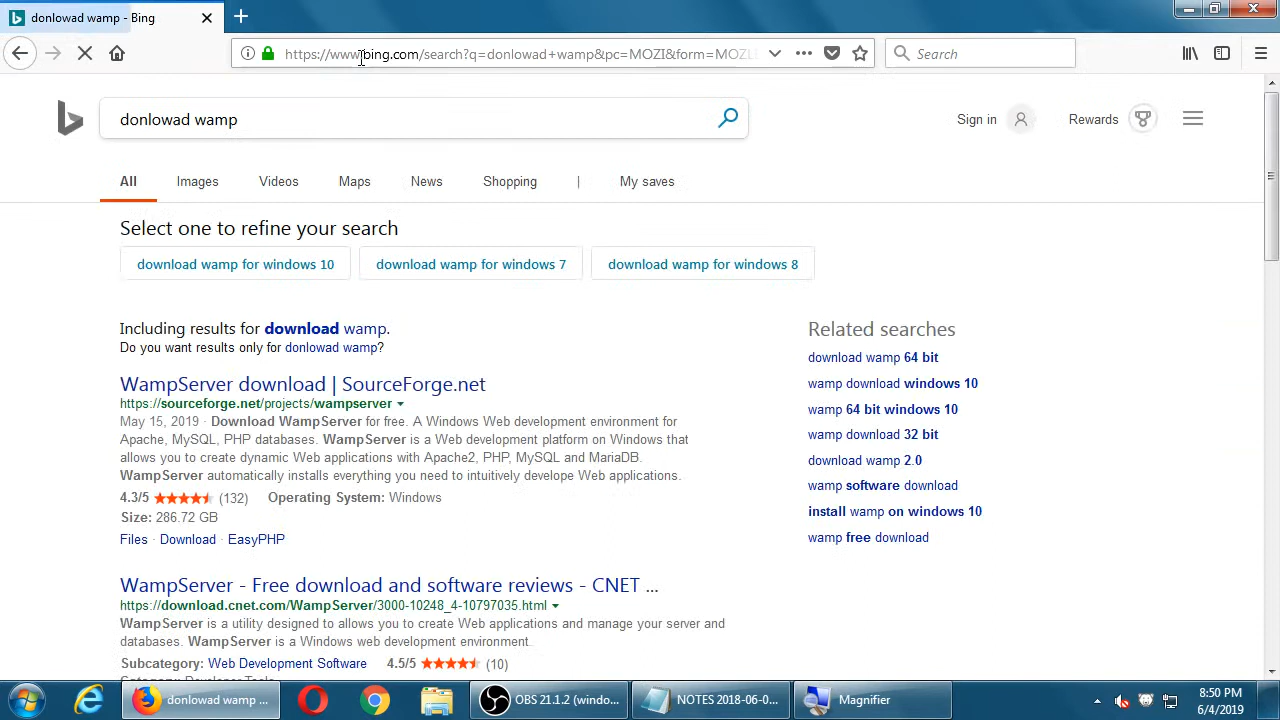 donlowad wamp - Bing
https://www.bing.com/search?q=donlowad+wamp&pc=MOZI&form=MOZL
Search
donlowad wamp
Sign in
Rewards
All
Images
Videos
Maps
News
Shopping
|
My saves
Select one to refine your search
download wamp for windows 10
download wamp for windows 7
download wamp for windows 8
Including results for download wamp.
Do you want results only for donlowad wamp?
WampServer download | SourceForge.net
https://sourceforge.net/projects/wampserver
May 15, 2019 · Download WampServer for free. A Windows Web development environment for
Apache, MySQL, PHP databases. WampServer is a Web development platform on Windows that
allows you to create dynamic Web applications with Apache2, PHP, MySQL and MariaDB.
WampServer automatically installs everything you need to intuitively develope Web applications.
4.3/5 (132) Operating System: Windows
Size: 286.72 GB
Files · Download · EasyPHP
WampServer - Free download and software reviews - CNET ...
https://download.cnet.com/WampServer/3000-10248_4-10797035.html
WampServer is a utility designed to allows you to create Web applications and manage your server and
databases. WampServer is a Windows web development environment.
Subcategory: Web Development Software 4.5/5 (10)
Related searches
download wamp 64 bit
wamp download windows 10
wamp 64 bit windows 10
wamp download 32 bit
download wamp 2.0
wamp software download
install wamp on windows 10
wamp free download
donlowad wamp ...
OBS 21.1.2 (windo...
NOTES 2018-06-0...
Magnifier
8:50 PM
6/4/2019